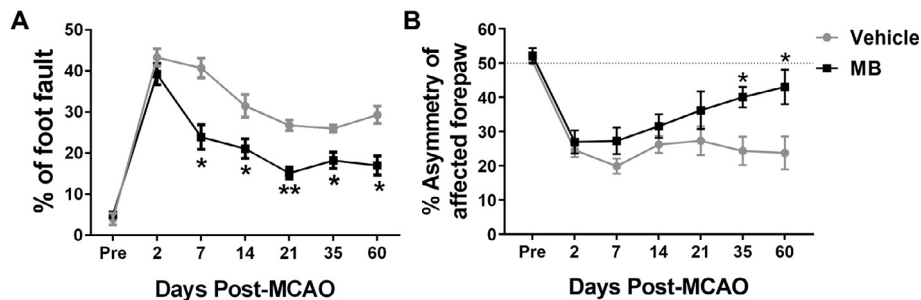 A
% of foot fault
50
40
30
20
10
0
*
*
**
*
*
Pre 2 7 14 21 35 60
Days Post-MCAO
B
% Asymmetry of
affected forepaw
60
50
40
30
20
10
0
*
*
Pre 2 7 14 21 35 60
Days Post-MCAO
Vehicle
MB